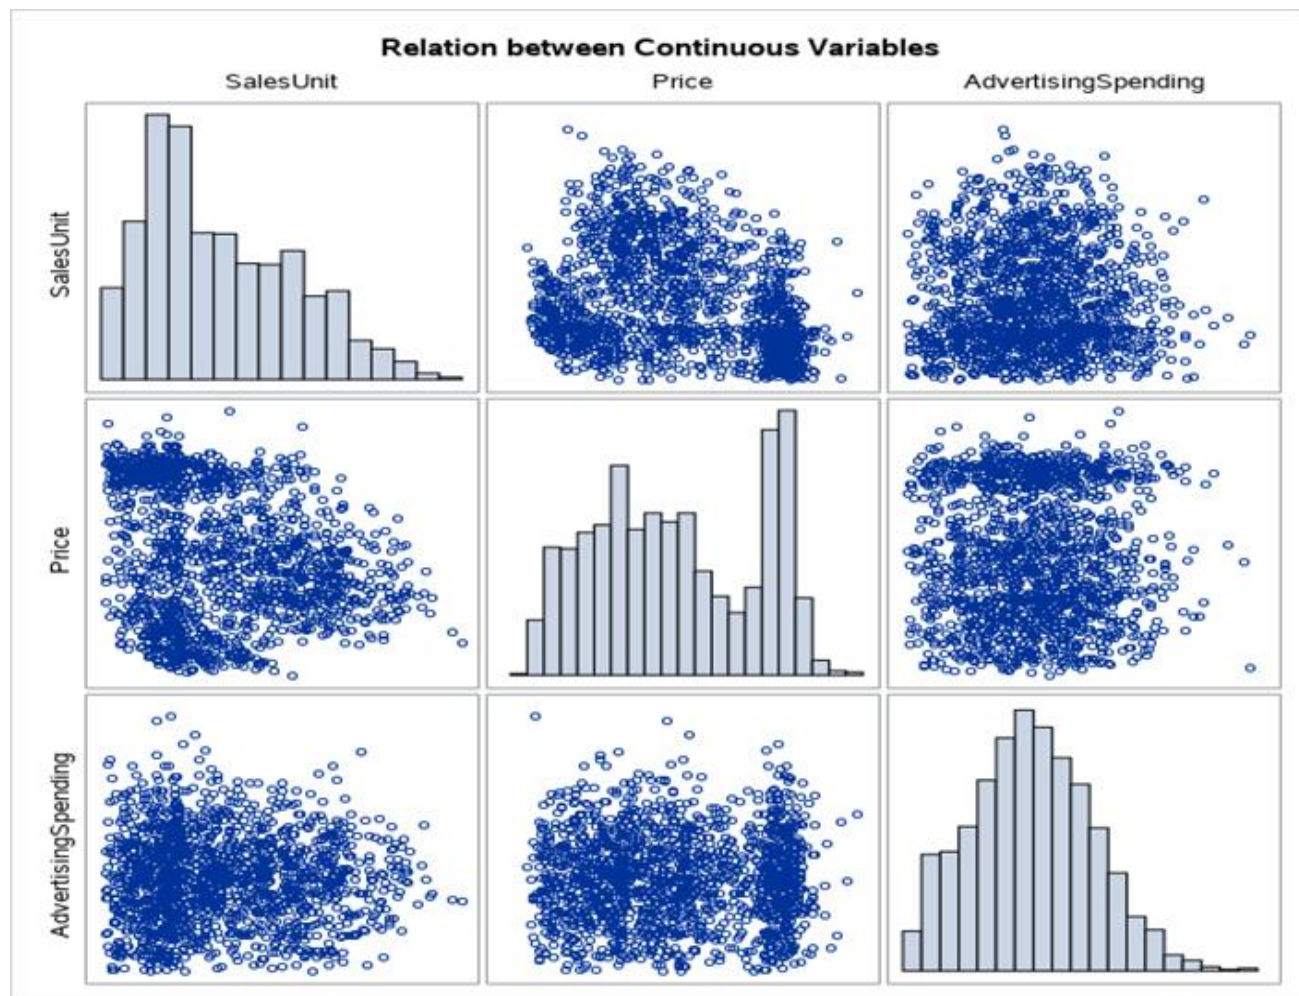 Relation between Continuous Variables
SalesUnit Price AdvertisingSpending
SalesUnit
Price
AdvertisingSpending